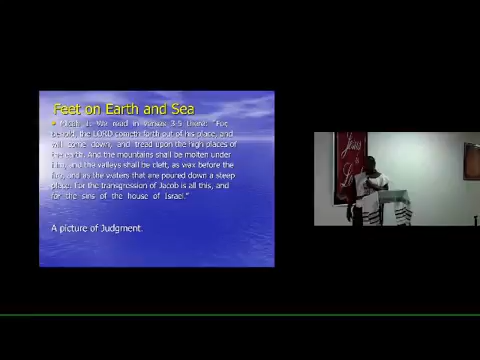 Feet on Earth and Sea
Micah 1. We read in verses 3-5 there: "For,
behold, the LORD cometh forth out of his place, and
will come down, and tread upon the high places of
the earth. And the mountains shall be molten under
him, and the valleys shall be cleft, as wax before the
fire, and as the waters that are poured down a steep
place. For the transgression of Jacob is all this, and
for the sins of the house of Israel."
A picture of Judgment.
Jesus
is